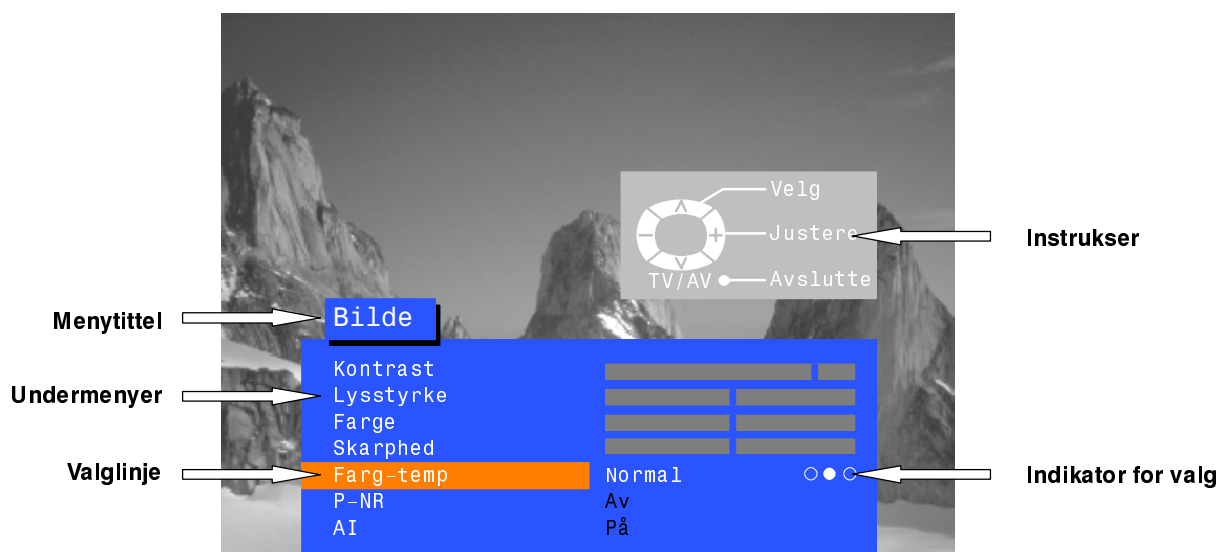 Velg
Justere
TV/AV
Avslutte
Instrukser
Menytittel
Bilde
Undermenyer
Kontrast
Lysstyrke
Farge
Skarphed
Valglinje
Farg-temp
Normal
Indikator for valg
P-NR
Av
AI
På